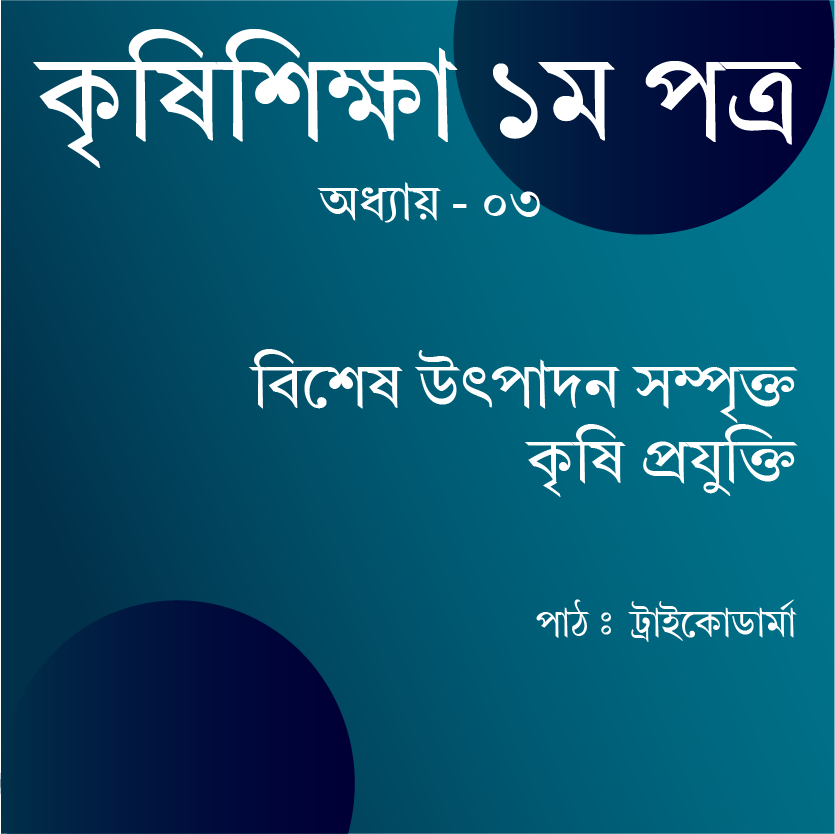 কৃষিশিক্ষা ১ম পত্র
অধ্যায় - ০৩
বিশেষ উৎপাদন সম্পৃক্ত
কৃষি প্রযুক্তি
পাঠ ঃ ট্রাইকোডার্মা